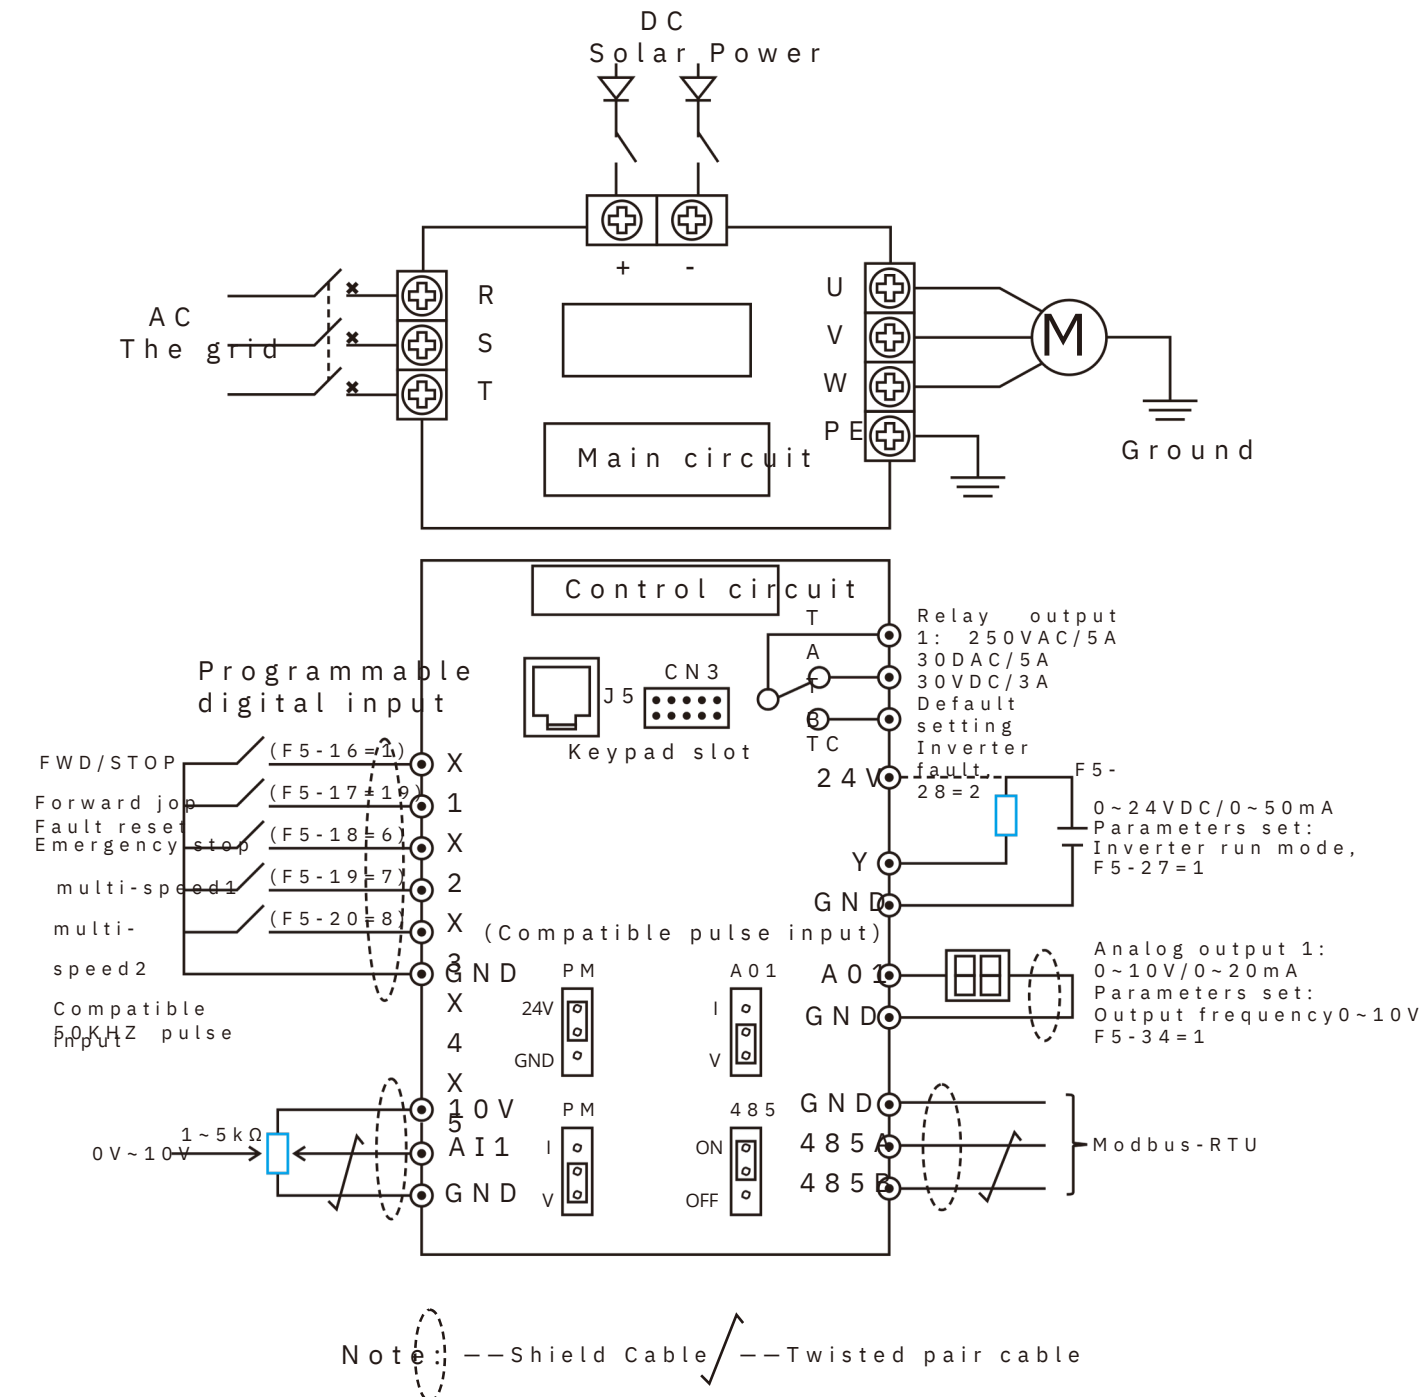 DC
Solar Power
+ -
AC
The grid
R
S
T
U
V
W
PE
M
Ground
Main circuit
Control circuit
Programmable
digital input
J5
CN3
Keypad slot
T
A
T
B
TC
Relay output
1: 250VAC/5A
30DAC/5A
30VDC/3A
Default
setting
Inverter
fault,
F5-
28=2
FWD/STOP
Forward jop
Fault reset
Emergency stop
multi-speed1
multi-
speed2
Compatible
50KHZ pulse
input
(F5-16=1)
(F5-17=19)
(F5-18=6)
(F5-19=7)
(F5-20=8)
X
1
X
2
X
3
GND
X
4
X
5
10V
AI1
GND
24V
Y
GND
0~24VDC/0~50mA
Parameters set:
Inverter run mode,
F5-27=1
(Compatible pulse input)
PM
24V
GND
A01
I
V
PM
I
V
485
ON
OFF
A01
GND
Analog output 1:
0~10V/0~20mA
Parameters set:
Output frequency0~10V
F5-34=1
GND
485A
485B
Modbus-RTU
1~5kΩ
0V~10V
Note: ——Shield Cable ——Twisted pair cable